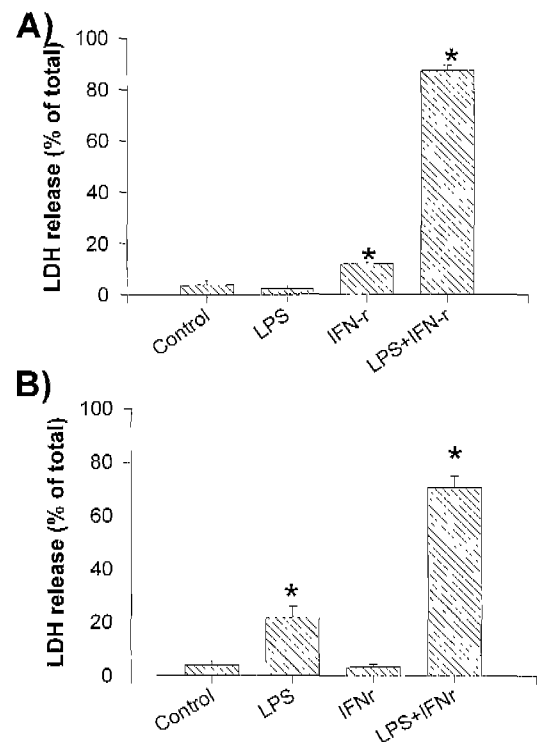 A)
LDH release (% of total)
100
80
60
40
20
0
*
*
Control
LPS
IFN-r
LPS+IFN-r
B)
LDH release (% of total)
100
80
60
40
20
0
*
*
Control
LPS
IFNr
LPS+IFNr